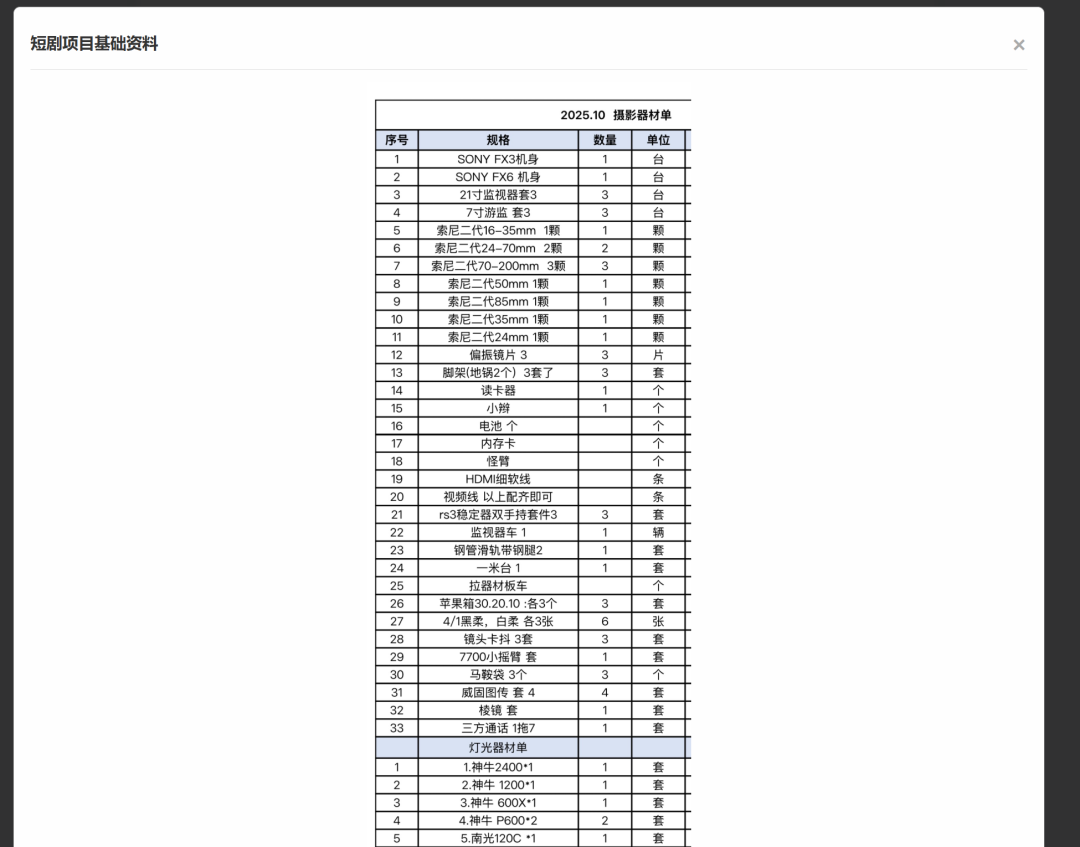 短剧项目基础资料 ×
2025.10 摄影器材单
序号 规格 数量 单位
1 SONY FX3机身 1 台
2 SONY FX6 机身 1 台
3 21寸监视器套3 3 台
4 7寸游监 套3 3 台
5 索尼二代16-35mm 1颗 1 颗
6 索尼二代24-70mm 2颗 2 颗
7 索尼二代70-200mm 3颗 3 颗
8 索尼二代50mm 1颗 1 颗
9 索尼二代85mm 1颗 1 颗
10 索尼二代35mm 1颗 1 颗
11 索尼二代24mm 1颗 1 颗
12 偏振镜片 3 3 片
13 脚架(地锅2个）3套了 3 套
14 读卡器 1 个
15 小辫 1 个
16 电池 个 个
17 内存卡 个
18 怪臂 个
19 HDMI细软线 条
20 视频线 以上配齐即可 条
21 rs3稳定器双手持套件3 3 套
22 监视器车 1 1 辆
23 钢管滑轨带钢腿2 1 套
24 一米台 1 1 套
25 拉器材板车 个
26 苹果箱30.20.10 :各3个 3 套
27 4/1黑柔，白柔 各3张 6 张
28 镜头卡抖 3套 3 套
29 7700小摇臂 套 1 套
30 马鞍袋 3个 3 个
31 威固图传 套 4 4 套
32 棱镜 套 1 套
33 三方通话 1拖7 1 套
灯光器材单
1 1.神牛2400*1 1 套
2 2.神牛 1200*1 1 套
3 3.神牛 600X*1 1 套
4 4.神牛 P600*2 2 套
5 5.南光120C *1 1 套